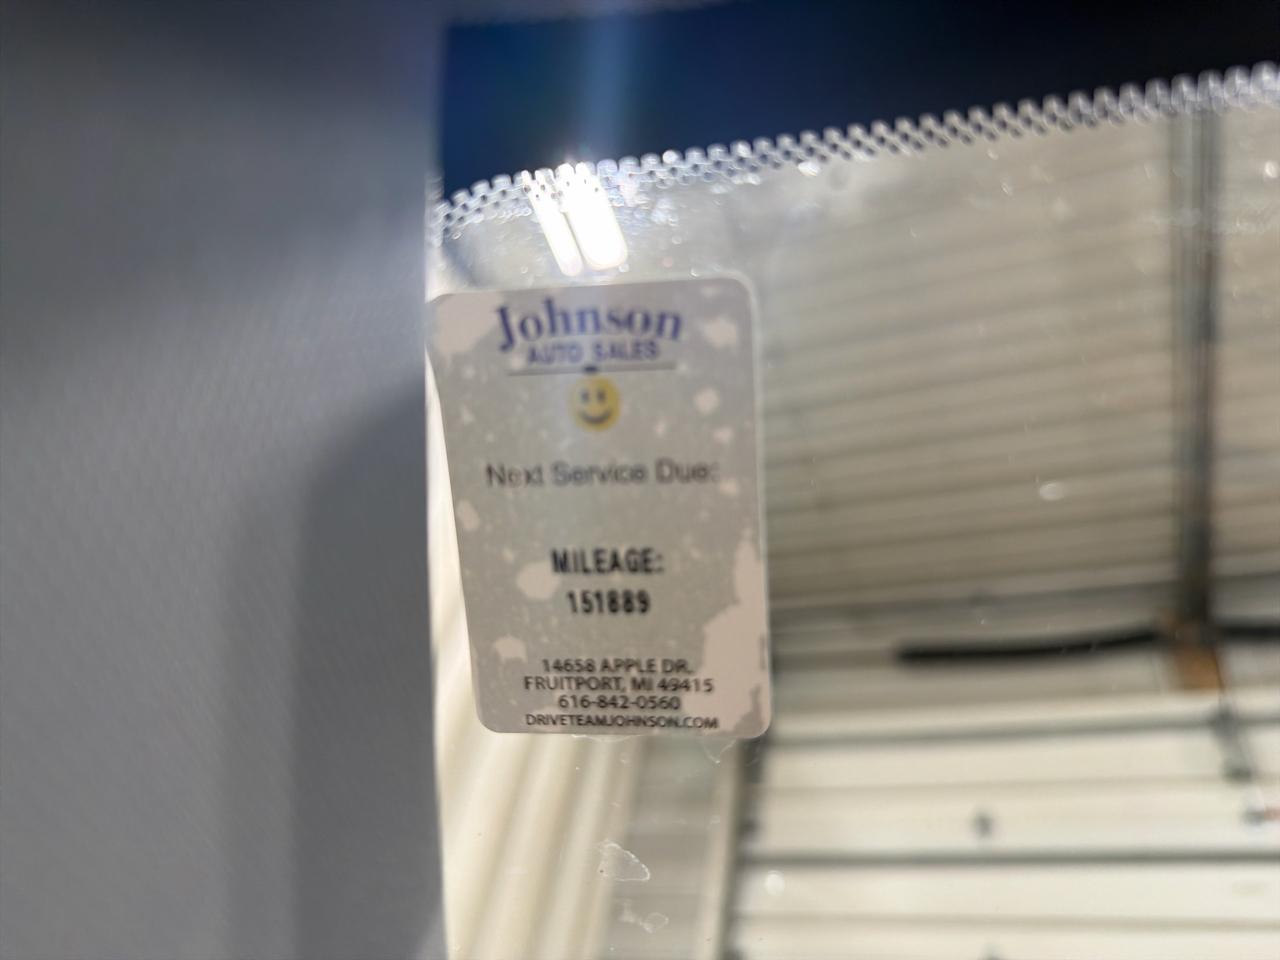 Johnson
AUTO SALES
Next Service Due:
MILEAGE:
151889
14658 APPLE DR.
FRUITPORT, MI 49415
616-842-0560
DRIVETEAMJOHNSON.COM